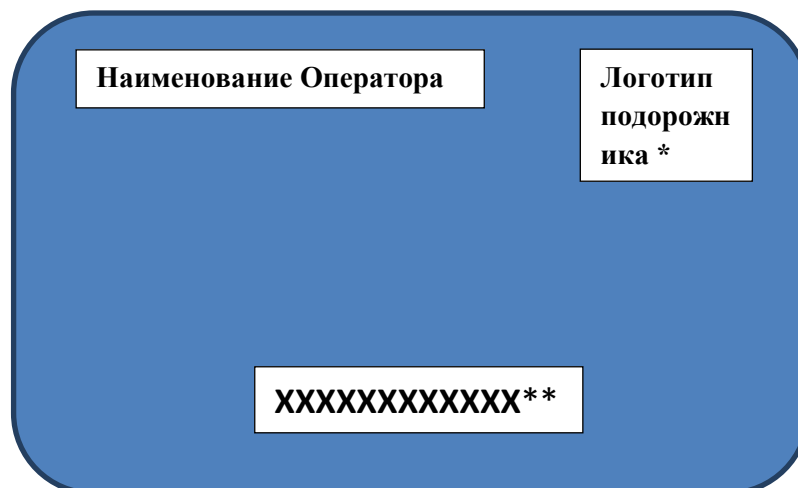 Наименование Оператора
Логотип
подорожн
ика *
XXXXXXXXXXXX**